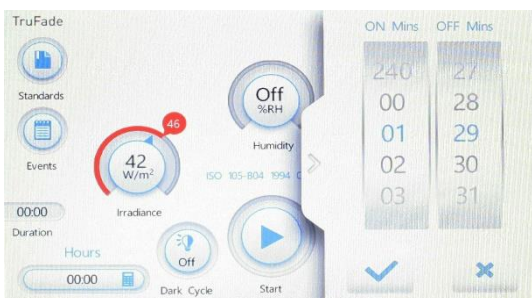 TruFade
Standards
Events
00:00
Duration
Hours
00:00
46
42
W/m²
Irradiance
Off
%RH
Humidity
ISO 105-B04 1994
Off
Dark Cycle
Start
ON Mins OFF Mins
240 27
00 28
01 29
02 30
03 31